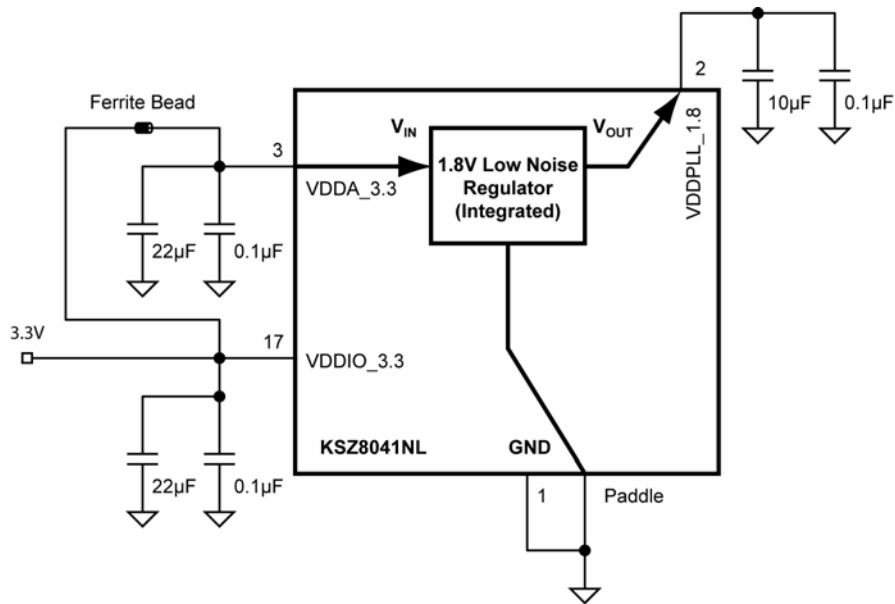 2
Ferrite Bead
10µF
0.1µF
V_IN
V_OUT
3
1.8V Low Noise
Regulator
(Integrated)
VDDPLL_1.8
VDDA_3.3
22µF
0.1µF
3.3V
17
VDDIO_3.3
KSZ8041NL
GND
22µF
0.1µF
1
Paddle